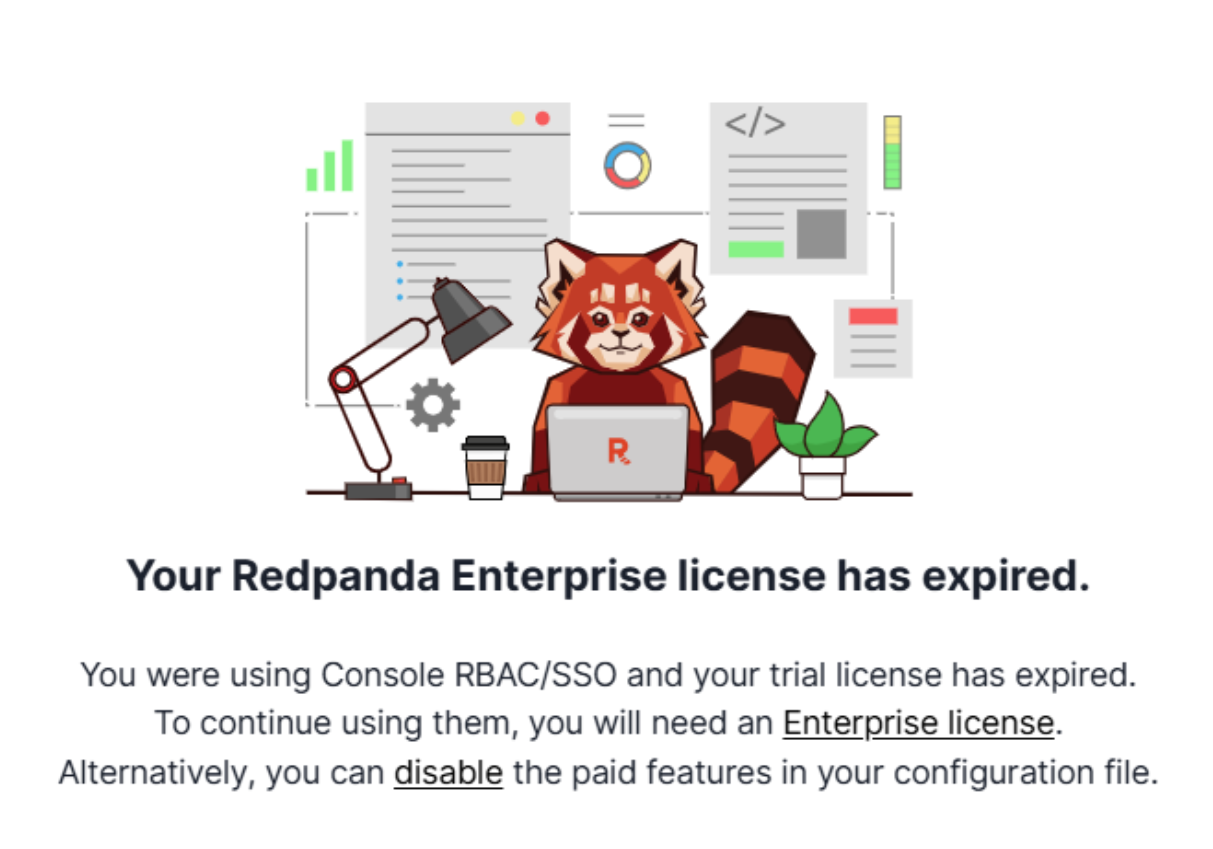 </>
R
Your Redpanda Enterprise license has expired.
You were using Console RBAC/SSO and your trial license has expired.
To continue using them, you will need an Enterprise license.
Alternatively, you can disable the paid features in your configuration file.